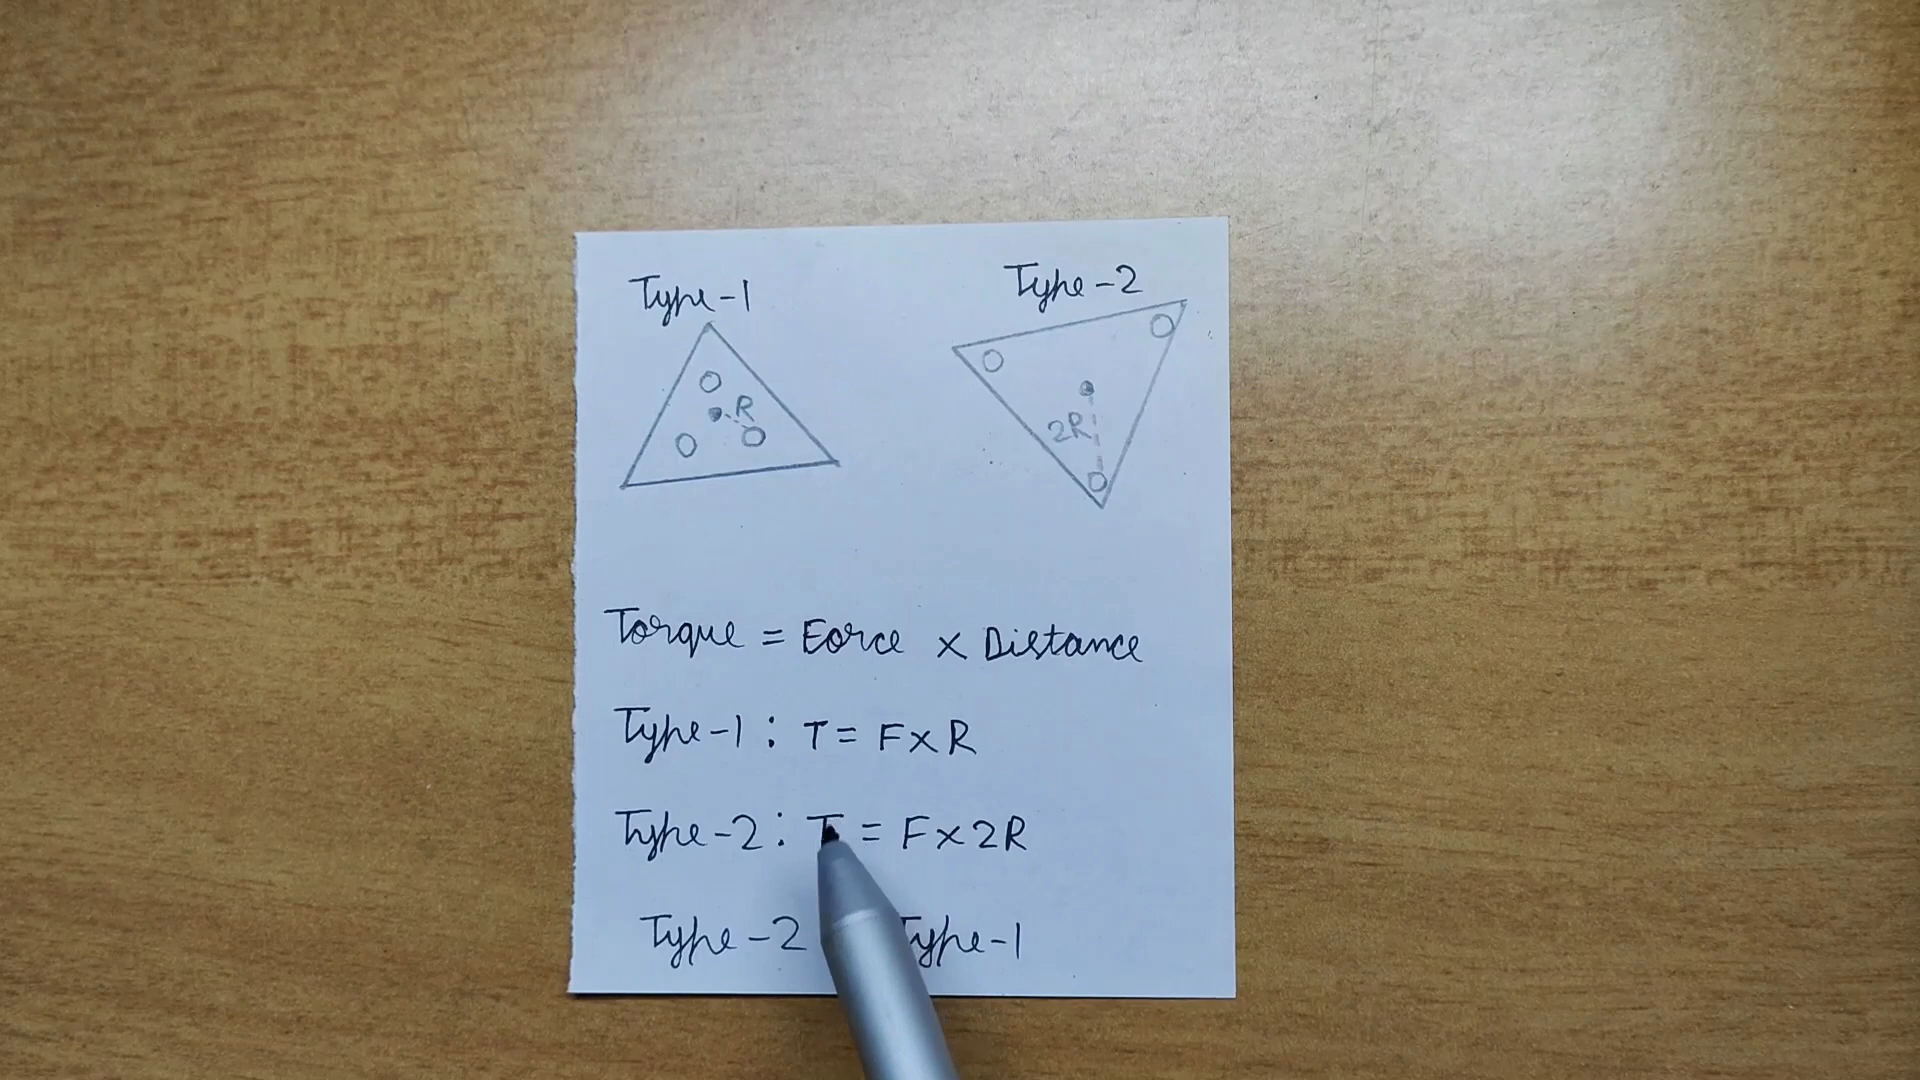 Type-1
Type-2
R
2R
Torque = Force × Distance
Type-1 : T = F×R
Type-2 : T = F×2R
Type-2 Type-1